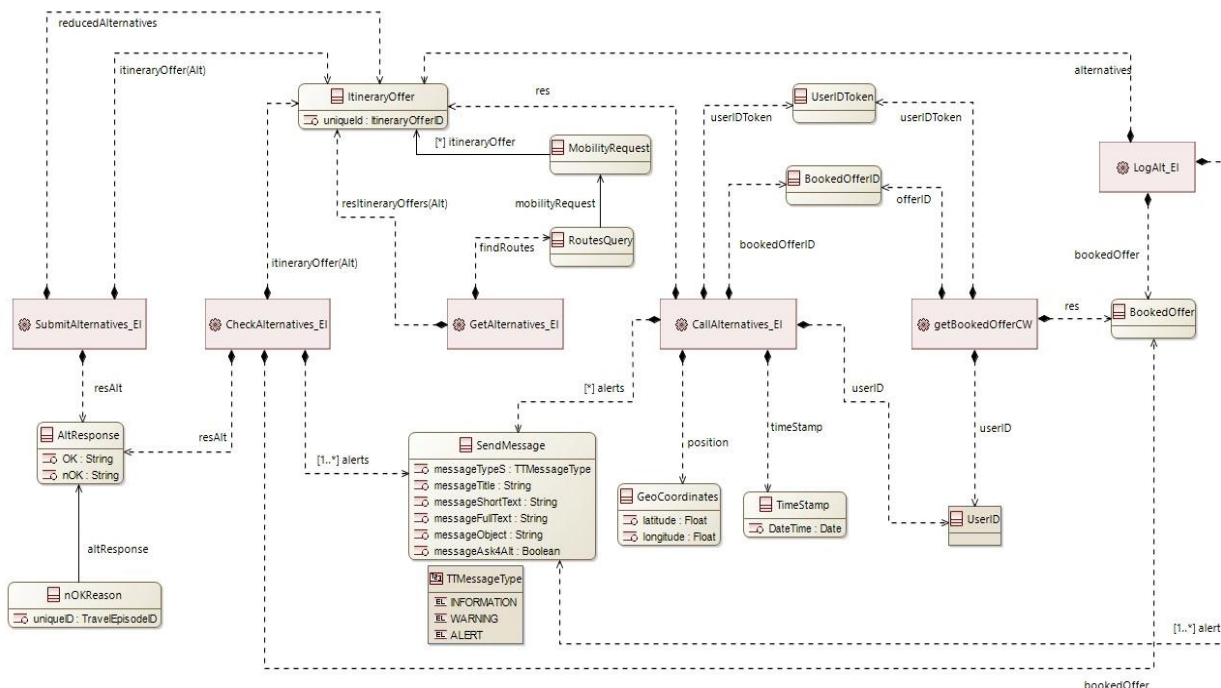 reducedAlternatives
itineraryOffer(Alt)
alternatives
ItineraryOffer
uniqueId : ItineraryOfferID
res
UserIDToken
userIDToken
userIDToken
[*] itineraryOffer
MobilityRequest
LogAlt_EI
BookedOfferID
resItineraryOffers(Alt)
offerID
mobilityRequest
findRoutes
RoutesQuery
bookedOfferID
bookedOffer
itineraryOffer(Alt)
SubmitAlternatives_EI
CheckAlternatives_EI
GetAlternatives_EI
CallAlternatives_EI
getBookedOfferCW
res
BookedOffer
resAlt
[*] alerts
userID
AltResponse
OK : String
nOK : String
resAlt
[1..*] alerts
SendMessage
messageTypeS : TTMessageType
messageTitle : String
messageShortText : String
messageFullText : String
messageObject : String
messageAsk4Alt : Boolean
position
timeStamp
userID
GeoCoordinates
latitude : Float
longitude : Float
TimeStamp
DateTime : Date
UserID
altResponse
nOKReason
uniqueID : TravelEpisodeID
TTMessageType
EL INFORMATION
EL WARNING
EL ALERT
[1..*] alert
bookedOffer